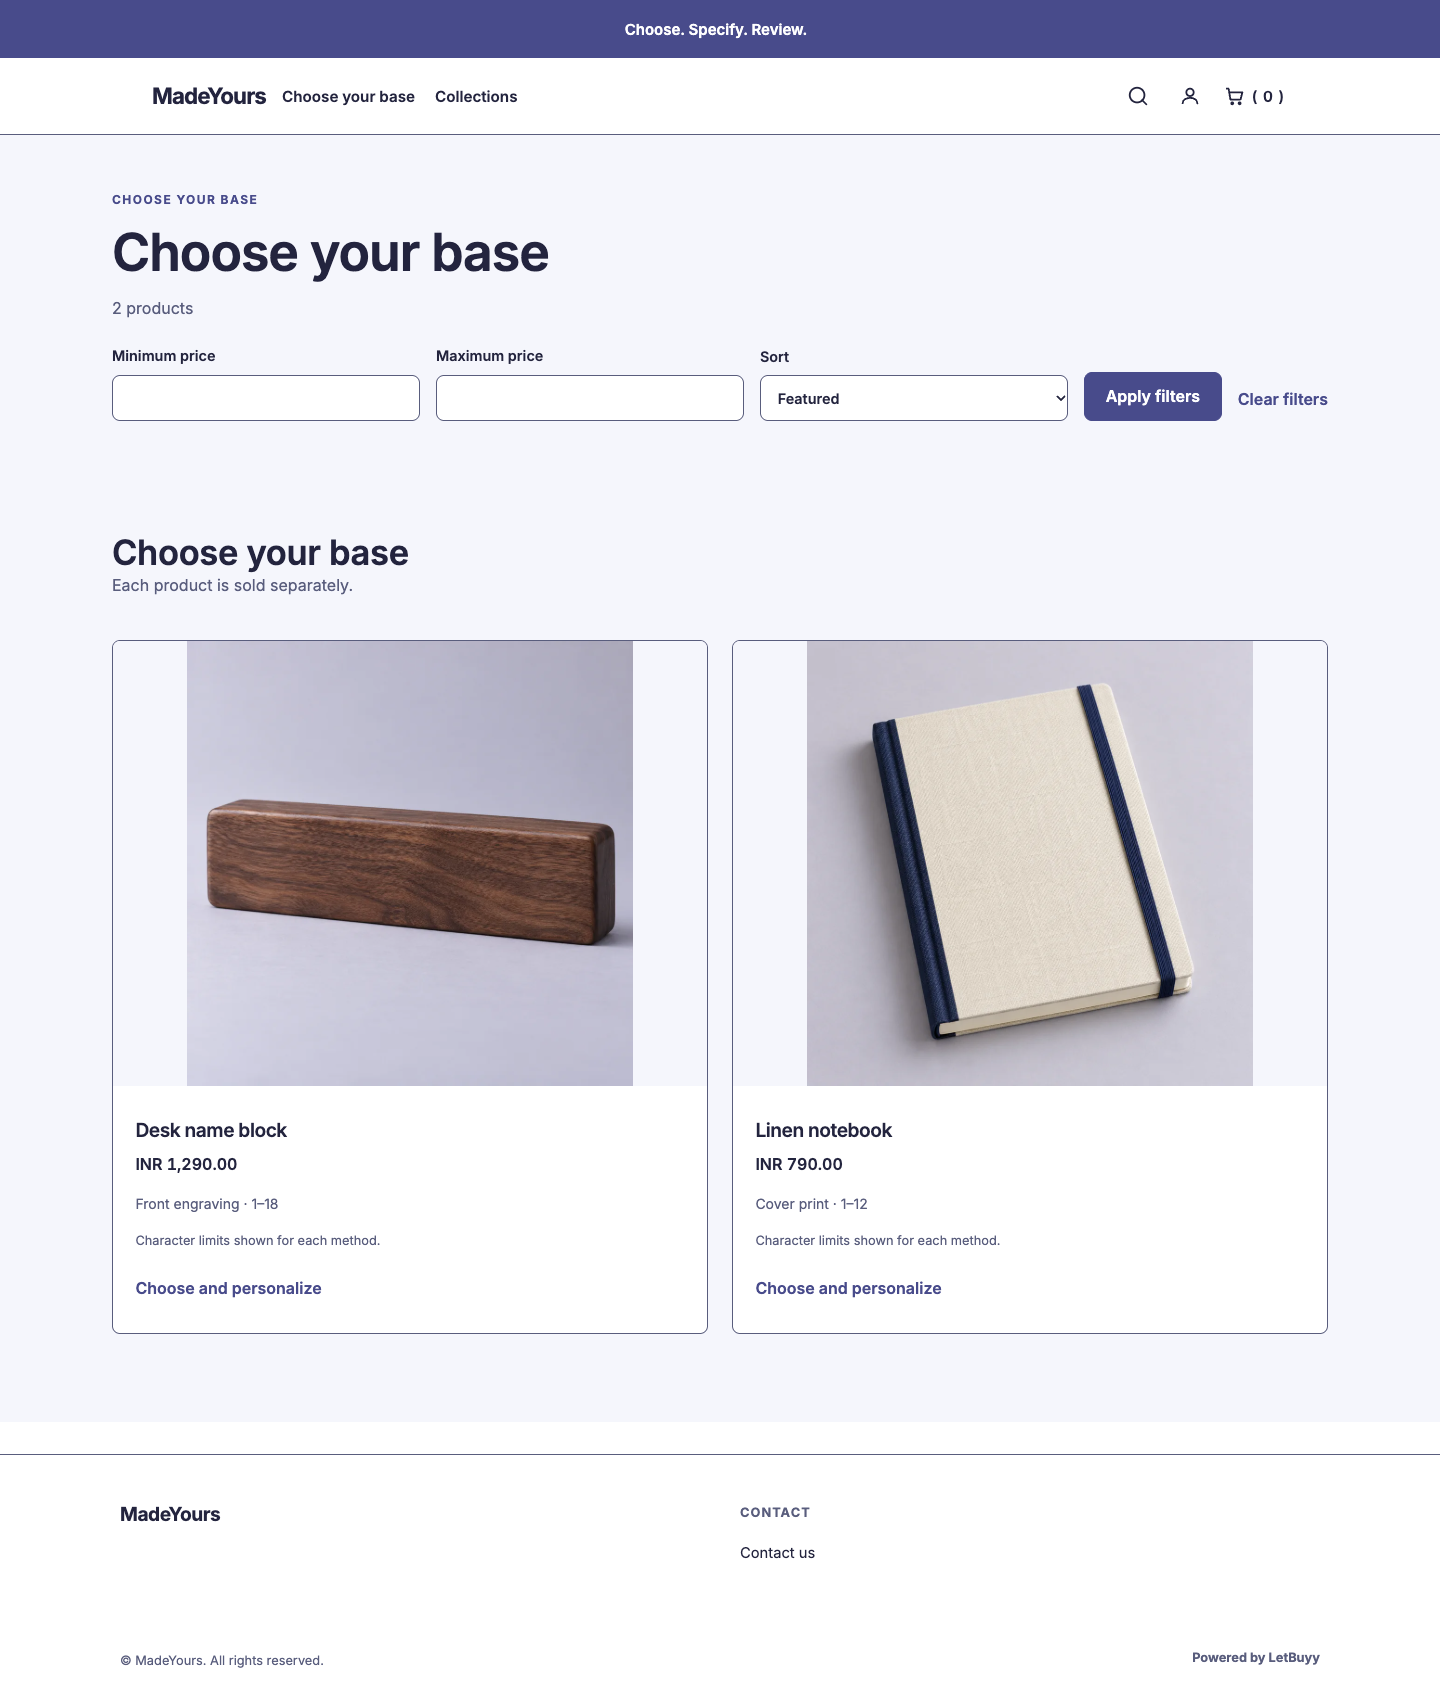 Choose. Specify. Review.
MadeYours Choose your base Collections ( 0 )
CHOOSE YOUR BASE
Choose your base
2 products
Minimum price Maximum price Sort
Featured Apply filters Clear filters
Choose your base
Each product is sold separately.
Desk name block
INR 1,290.00
Front engraving · 1–18
Character limits shown for each method.
Choose and personalize
Linen notebook
INR 790.00
Cover print · 1–12
Character limits shown for each method.
Choose and personalize
MadeYours
CONTACT
Contact us
© MadeYours. All rights reserved.
Powered by LetBuyy